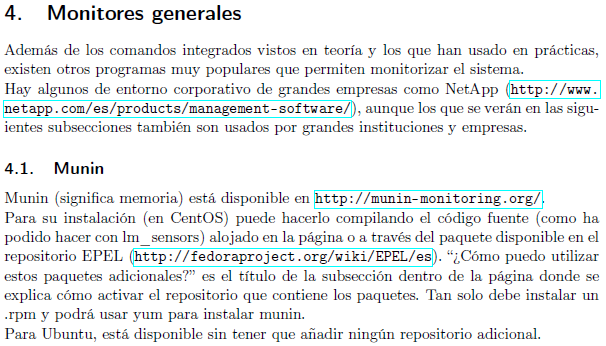 4. Monitores generales
Además de los comandos integrados vistos en teoría y los que han usado en prácticas,
existen otros programas muy populares que permiten monitorizar el sistema.
Hay algunos de entorno corporativo de grandes empresas como NetApp (http://www.
netapp.com/es/products/management-software/), aunque los que se verán en las sigu-
ientes subsecciones también son usados por grandes instituciones y empresas.
4.1. Munin
Munin (significa memoria) está disponible en http://munin-monitoring.org/.
Para su instalación (en CentOS) puede hacerlo compilando el código fuente (como ha
podido hacer con lm_sensors) alojado en la página o a través del paquete disponible en el
repositorio EPEL (http://fedoraproject.org/wiki/EPEL/es). “¿Cómo puedo utilizar
estos paquetes adicionales?” es el título de la subsección dentro de la página donde se
explica cómo activar el repositorio que contiene los paquetes. Tan solo debe instalar un
.rpm y podrá usar yum para instalar munin.
Para Ubuntu, está disponible sin tener que añadir ningún repositorio adicional.